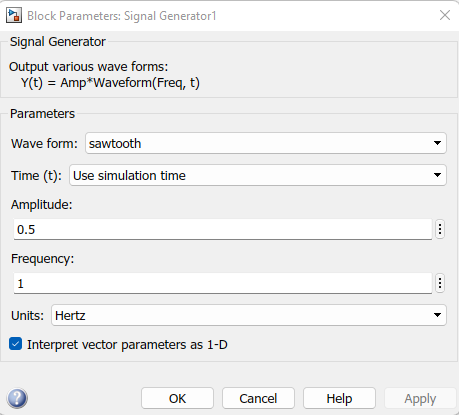 Block Parameters: Signal Generator1
Signal Generator
Output various wave forms:
Y(t) = Amp*Waveform(Freq, t)
Parameters
Wave form: sawtooth
Time (t): Use simulation time
Amplitude:
0.5
Frequency:
1
Units: Hertz
Interpret vector parameters as 1-D
? OK Cancel Help Apply